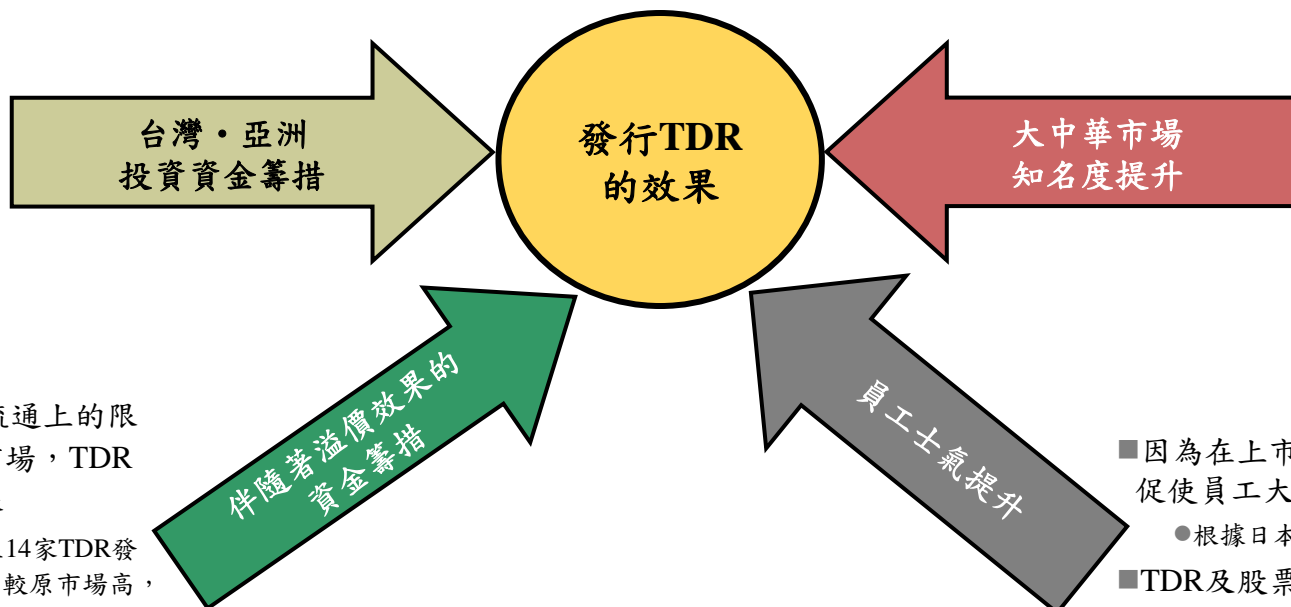 台灣・亞洲
投資資金籌措
發行TDR
的效果
大中華市場
知名度提升
伴隨著溢價效果的
資金籌措
員工士氣提升
流通上的限
市場，TDR
14家TDR發
較原市場高，
■因為在上市
促使員工大
●根據日本
■TDR及股票